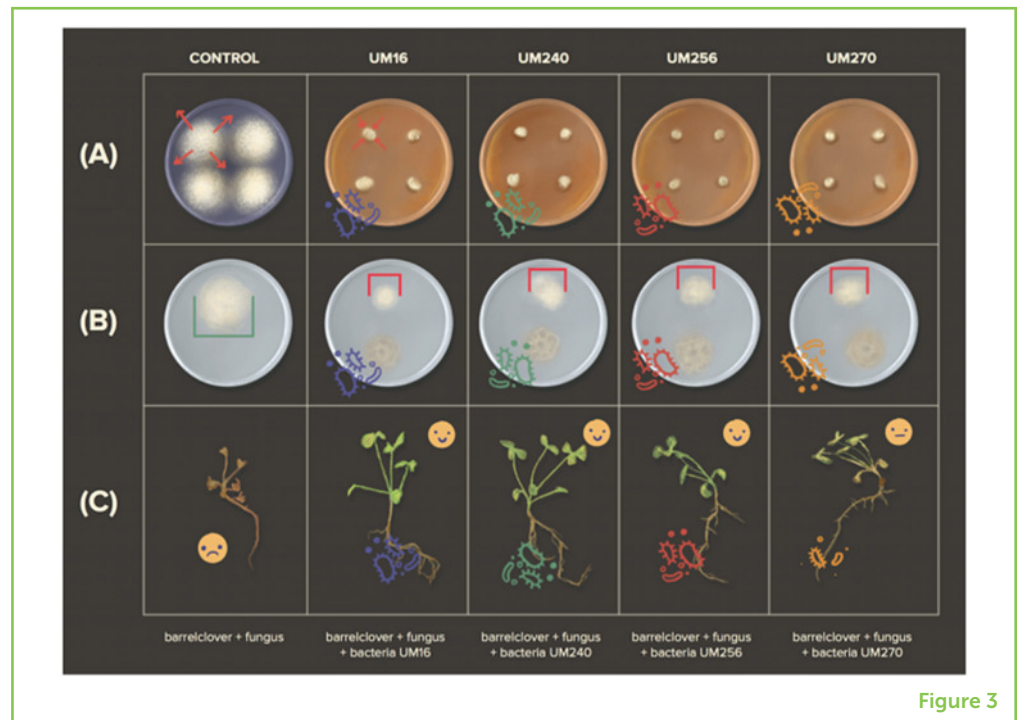 CONTROL UM16 UM240 UM256 UM270
(A)
(B)
(C)
barrelclover + fungus
barrelclover + fungus
+ bacteria UM16
barrelclover + fungus
+ bacteria UM240
barrelclover + fungus
+ bacteria UM256
barrelclover + fungus
+ bacteria UM270
Figure 3